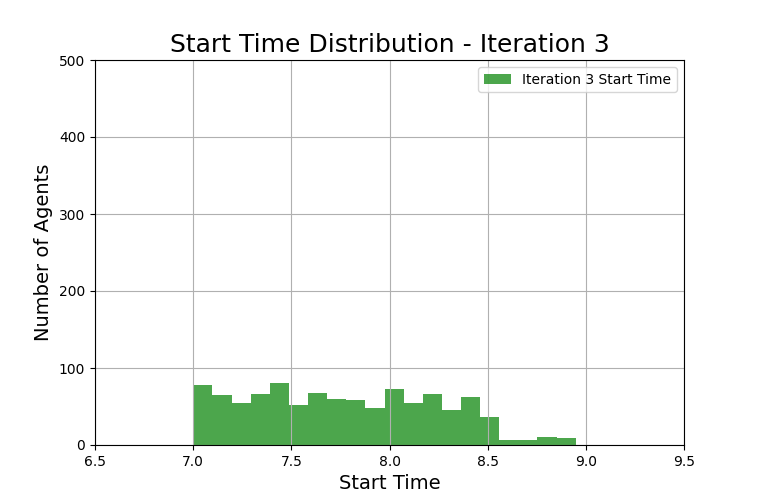 Start Time Distribution - Iteration 3
Iteration 3 Start Time
Number of Agents
500
400
300
200
100
0
6.5 7.0 7.5 8.0 8.5 9.0 9.5
Start Time